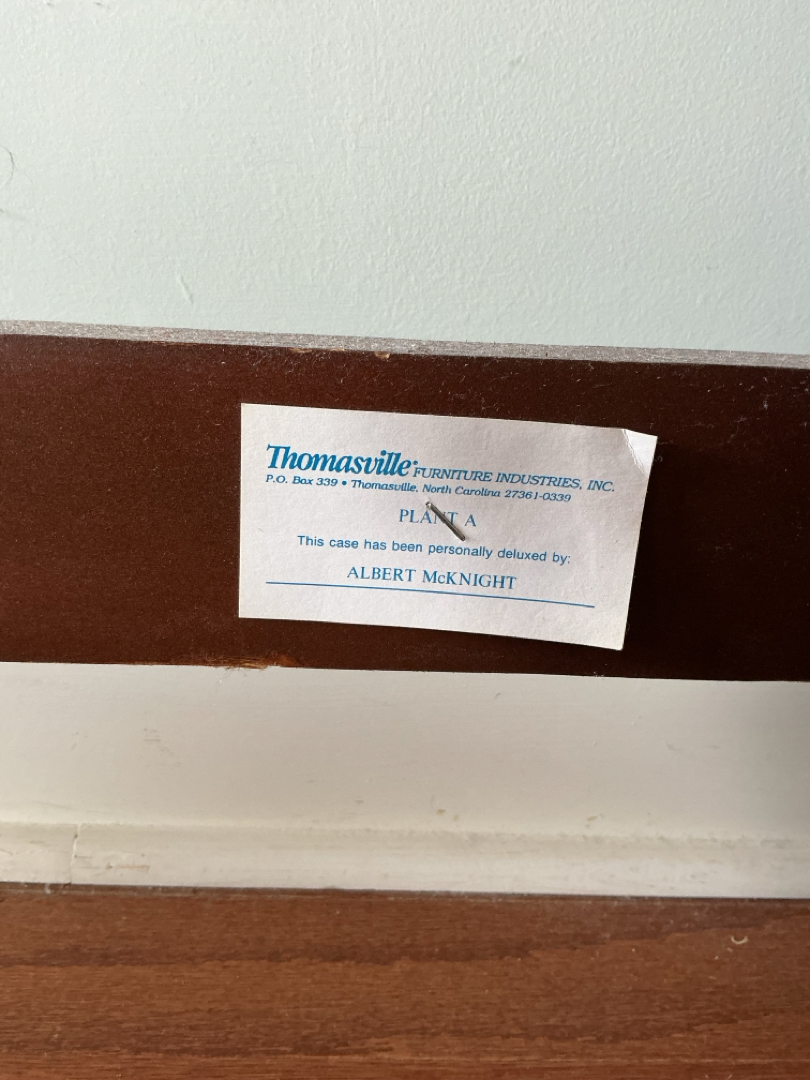 Thomasville® FURNITURE INDUSTRIES, INC.
P.O. Box 339 • Thomasville, North Carolina 27361-0339
PLANT A
This case has been personally deluxed by:
ALBERT McKNIGHT